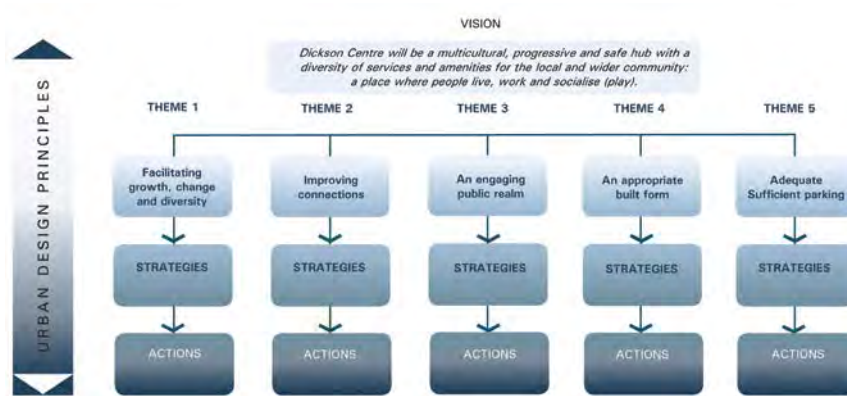 VISION
Dickson Centre will be a multicultural, progressive and safe hub with a
diversity of services and amenities for the local and wider community:
a place where people live, work and socialise (play).
URBAN DESIGN PRINCIPLES
THEME 1
THEME 2
THEME 3
THEME 4
THEME 5
Facilitating
growth, change
and diversity
Improving
connections
An engaging
public realm
An appropriate
built form
Adequate
Sufficient parking
STRATEGIES
STRATEGIES
STRATEGIES
STRATEGIES
STRATEGIES
ACTIONS
ACTIONS
ACTIONS
ACTIONS
ACTIONS